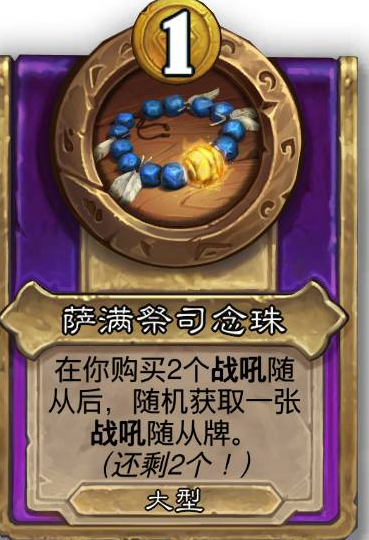 1
萨满祭司念珠
在你购买2个战吼随
从后，随机获取一张
战吼随从牌。
（还剩2个！）
大型